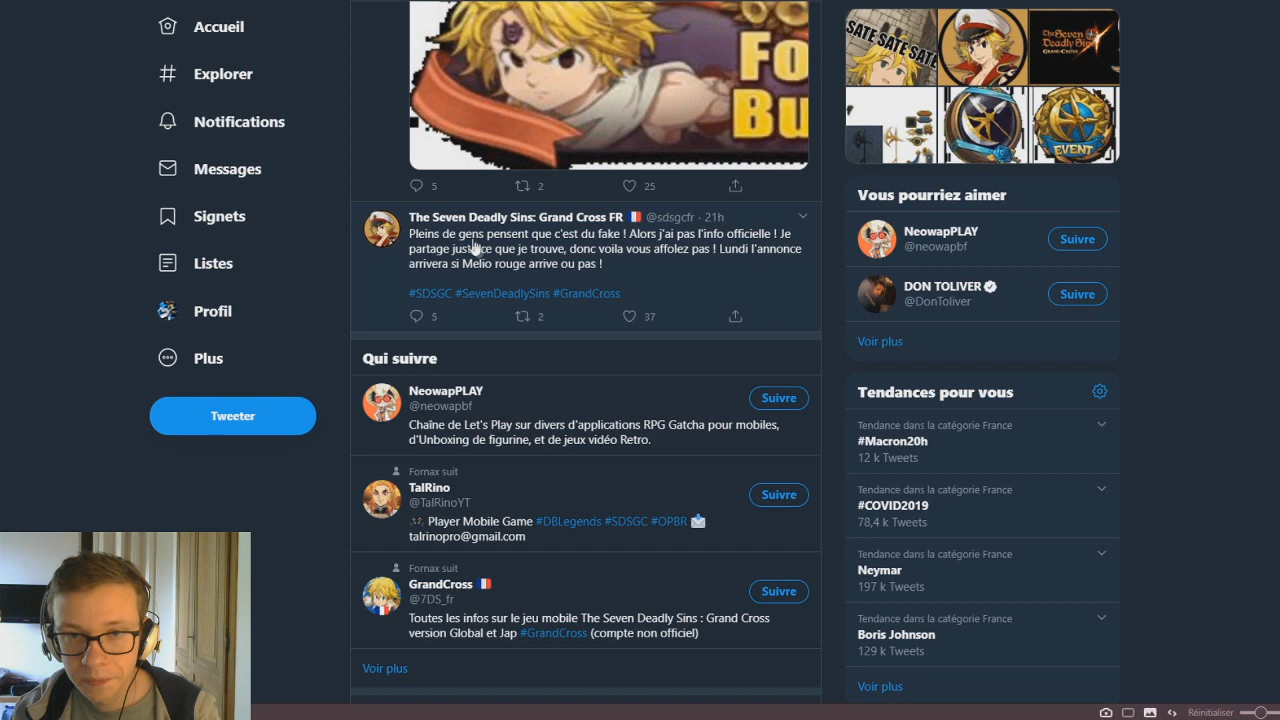 Accueil
Explorer
Notifications
Messages
Signets
Listes
Profil
Plus
Tweeter
Fo
Bu
5
2
25
The Seven Deadly Sins: Grand Cross FR 🇫🇷 @sdsgcfr · 21h
Pleins de gens pensent que c'est du fake ! Alors j'ai pas l'info officielle ! Je
partage juste ce que je trouve, donc voila vous affolez pas ! Lundi l'annonce
arrivera si Melio rouge arrive ou pas !
#SDSGC #SevenDeadlySins #GrandCross
5
2
37
Qui suivre
NeowapPLAY
@neowapbf
Suivre
Chaîne de Let's Play sur divers d'applications RPG Gatcha pour mobiles,
d'Unboxing de figurine, et de jeux vidéo Retro.
Fornax suit
TalRino
@TalRinoYT
Suivre
Player Mobile Game #DBLegends #SDSGC #OPBR
talrinopro@gmail.com
Fornax suit
GrandCross 🇫🇷
@7DS_fr
Suivre
Toutes les infos sur le jeu mobile The Seven Deadly Sins : Grand Cross
version Global et Jap #GrandCross (compte non officiel)
Voir plus
SATE SATE SATE
The Seven
Deadly Sins
GRAND CROSS
EVENT
Vous pourriez aimer
NeowapPLAY
@neowapbf
Suivre
DON TOLIVER
@DonToliver
Suivre
Voir plus
Tendances pour vous
Tendance dans la catégorie France
#Macron20h
12 k Tweets
Tendance dans la catégorie France
#COVID2019
78,4 k Tweets
Tendance dans la catégorie France
Neymar
197 k Tweets
Tendance dans la catégorie France
Boris Johnson
129 k Tweets
Voir plus
Réinitialiser